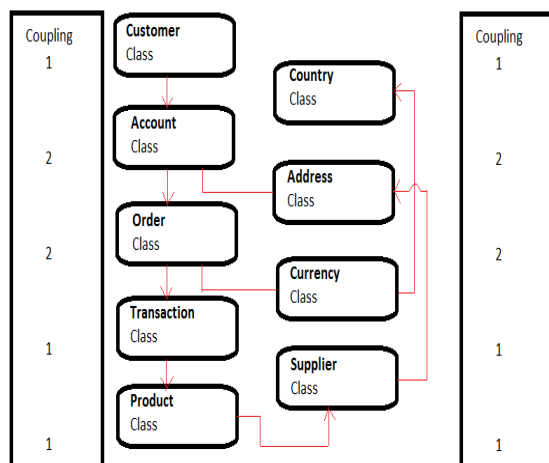 Coupling
1
2
2
1
1
Customer
Class
Account
Class
Order
Class
Transaction
Class
Product
Class
Country
Class
Address
Class
Currency
Class
Supplier
Class
Coupling
1
2
2
1
1